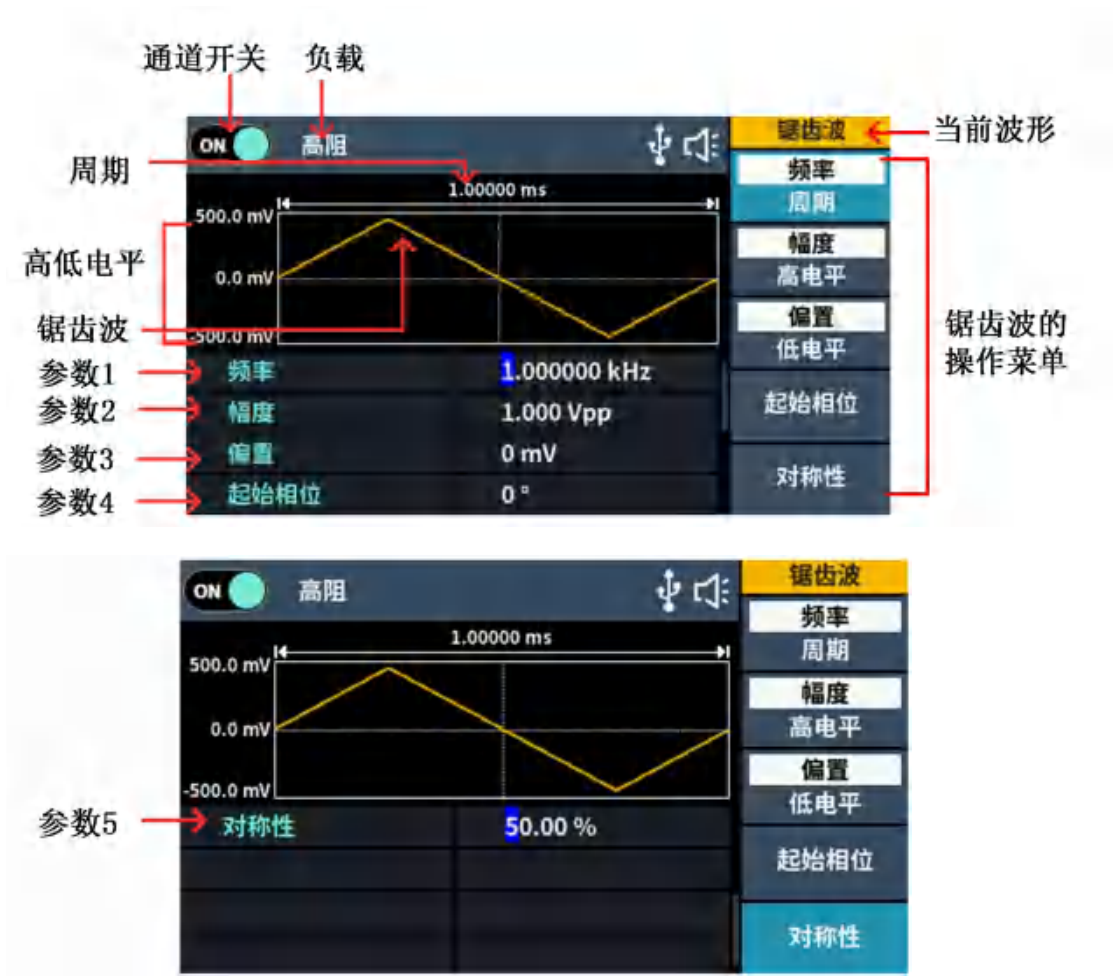 通道开关 负载
ON 高阻 锯齿波 当前波形
周期 1.00000 ms 频率
周期
500.0 mV
幅度
高低电平 0.0 mV 高电平
锯齿波 -500.0 mV 偏置
低电平
锯齿波的
操作菜单
参数1 频率 1.000000 kHz
参数2 幅度 1.000 Vpp 起始相位
参数3 偏置 0 mV
参数4 起始相位 0 ° 对称性
ON 高阻 锯齿波
1.00000 ms 频率
周期
500.0 mV 幅度
0.0 mV 高电平
-500.0 mV 偏置
低电平
参数5 对称性 50.00 %
起始相位
对称性